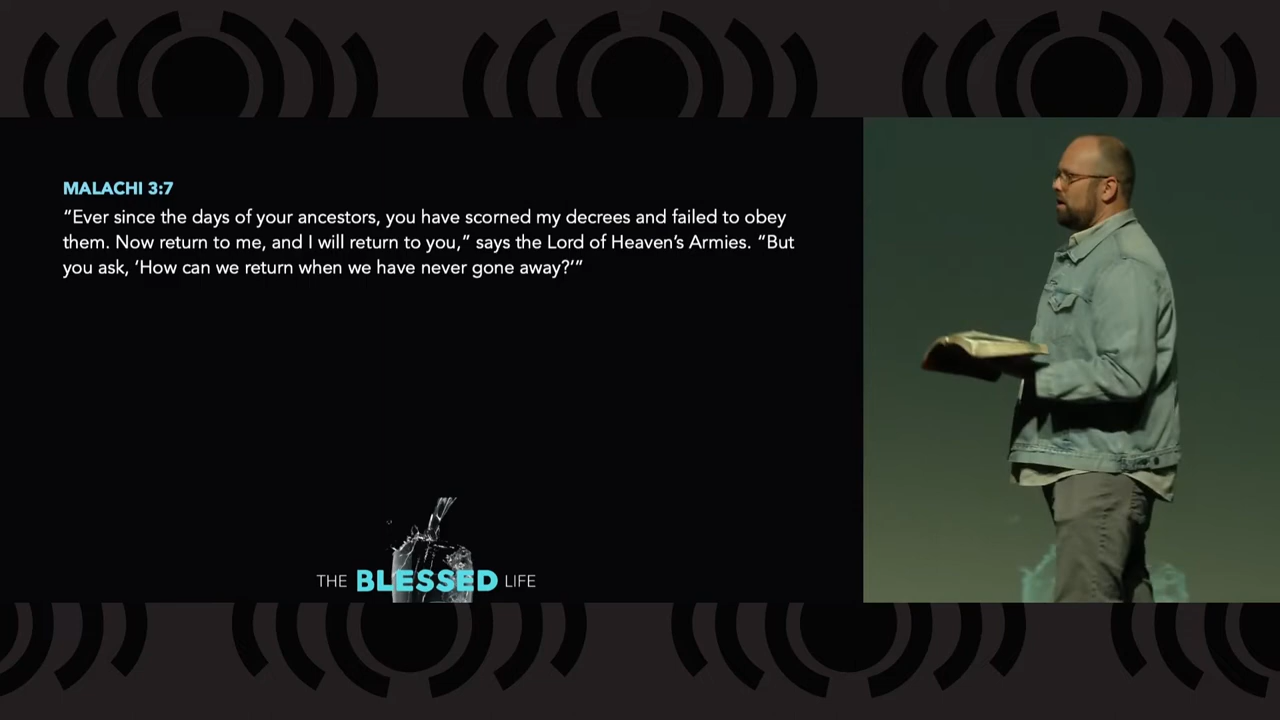 MALACHI 3:7
“Ever since the days of your ancestors, you have scorned my decrees and failed to obey
them. Now return to me, and I will return to you,” says the Lord of Heaven’s Armies. “But
you ask, ‘How can we return when we have never gone away?’”
THE BLESSED LIFE